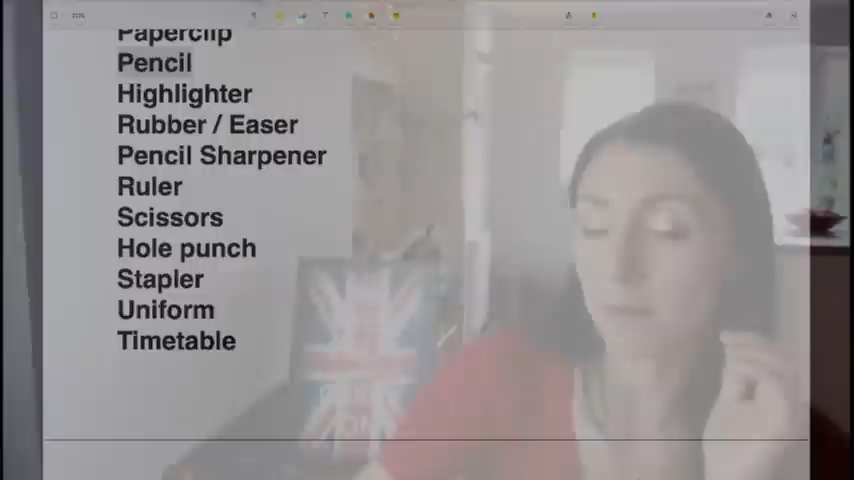 Paperclip
Pencil
Highlighter
Rubber / Easer
Pencil Sharpener
Ruler
Scissors
Hole punch
Stapler
Uniform
Timetable